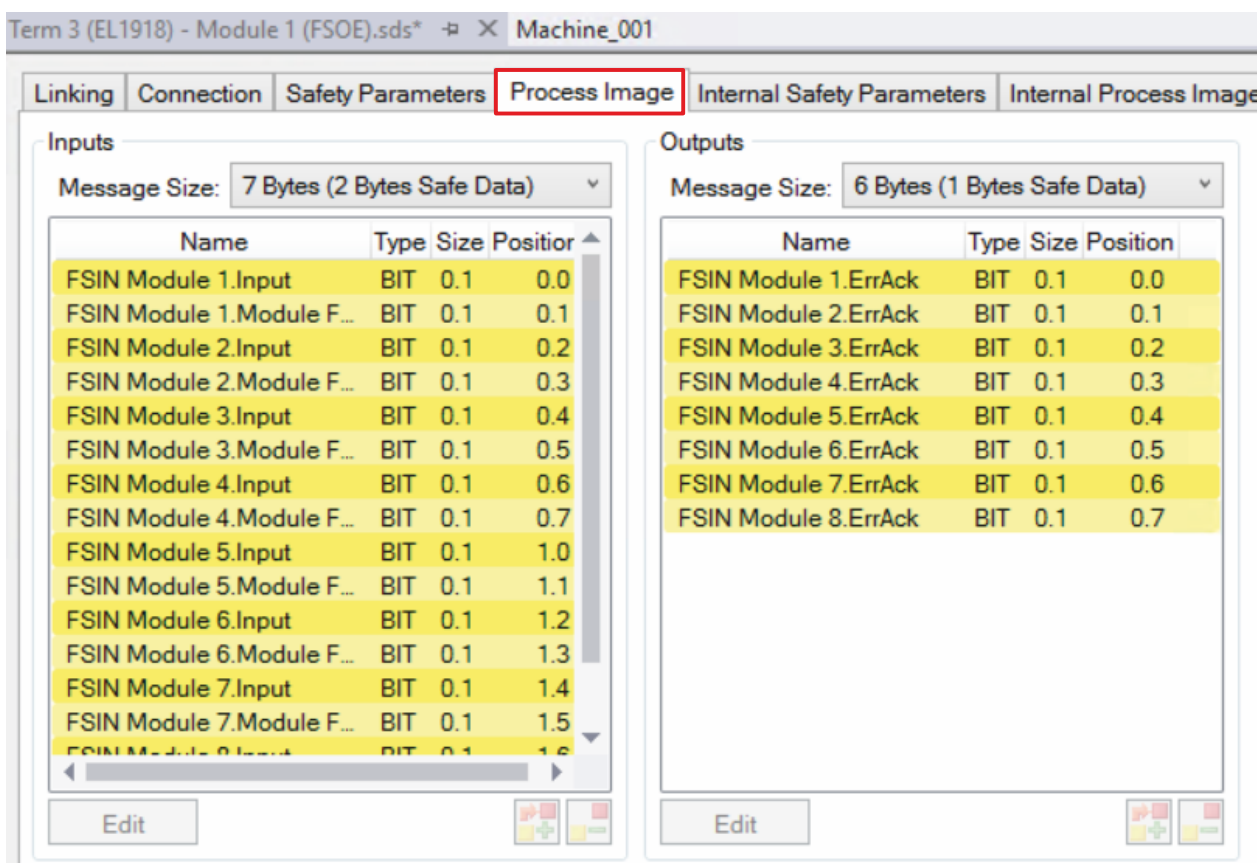 Term 3 (EL1918) - Module 1 (FSOE).sds* Machine_001
Linking Connection Safety Parameters Process Image Internal Safety Parameters Internal Process Image
Inputs
Message Size: 7 Bytes (2 Bytes Safe Data)
Name Type Size Position
FSIN Module 1.Input BIT 0.1 0.0
FSIN Module 1.Module F... BIT 0.1 0.1
FSIN Module 2.Input BIT 0.1 0.2
FSIN Module 2.Module F... BIT 0.1 0.3
FSIN Module 3.Input BIT 0.1 0.4
FSIN Module 3.Module F... BIT 0.1 0.5
FSIN Module 4.Input BIT 0.1 0.6
FSIN Module 4.Module F... BIT 0.1 0.7
FSIN Module 5.Input BIT 0.1 1.0
FSIN Module 5.Module F... BIT 0.1 1.1
FSIN Module 6.Input BIT 0.1 1.2
FSIN Module 6.Module F... BIT 0.1 1.3
FSIN Module 7.Input BIT 0.1 1.4
FSIN Module 7.Module F... BIT 0.1 1.5
FSIN Module 8.Input BIT 0.1 1.6
Edit
Outputs
Message Size: 6 Bytes (1 Bytes Safe Data)
Name Type Size Position
FSIN Module 1.ErrAck BIT 0.1 0.0
FSIN Module 2.ErrAck BIT 0.1 0.1
FSIN Module 3.ErrAck BIT 0.1 0.2
FSIN Module 4.ErrAck BIT 0.1 0.3
FSIN Module 5.ErrAck BIT 0.1 0.4
FSIN Module 6.ErrAck BIT 0.1 0.5
FSIN Module 7.ErrAck BIT 0.1 0.6
FSIN Module 8.ErrAck BIT 0.1 0.7
Edit